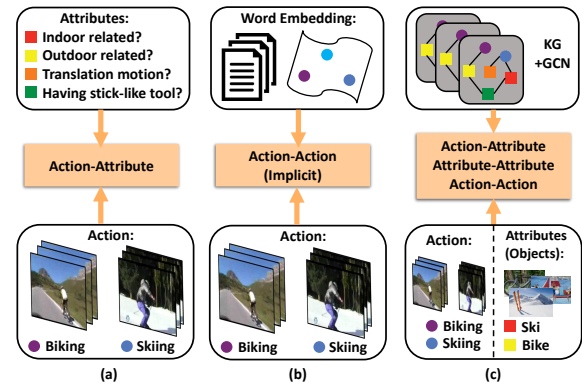 Attributes:
Indoor related?
Outdoor related?
Translation motion?
Having stick-like tool?
Action-Attribute
Action:
Biking
Skiing
(a)
Word Embedding:
Action-Action
(Implicit)
Action:
Biking
Skiing
(b)
KG
+GCN
Action-Attribute
Attribute-Attribute
Action-Action
Action:
Biking
Skiing
Attributes
(Objects):
Ski
Bike
(c)